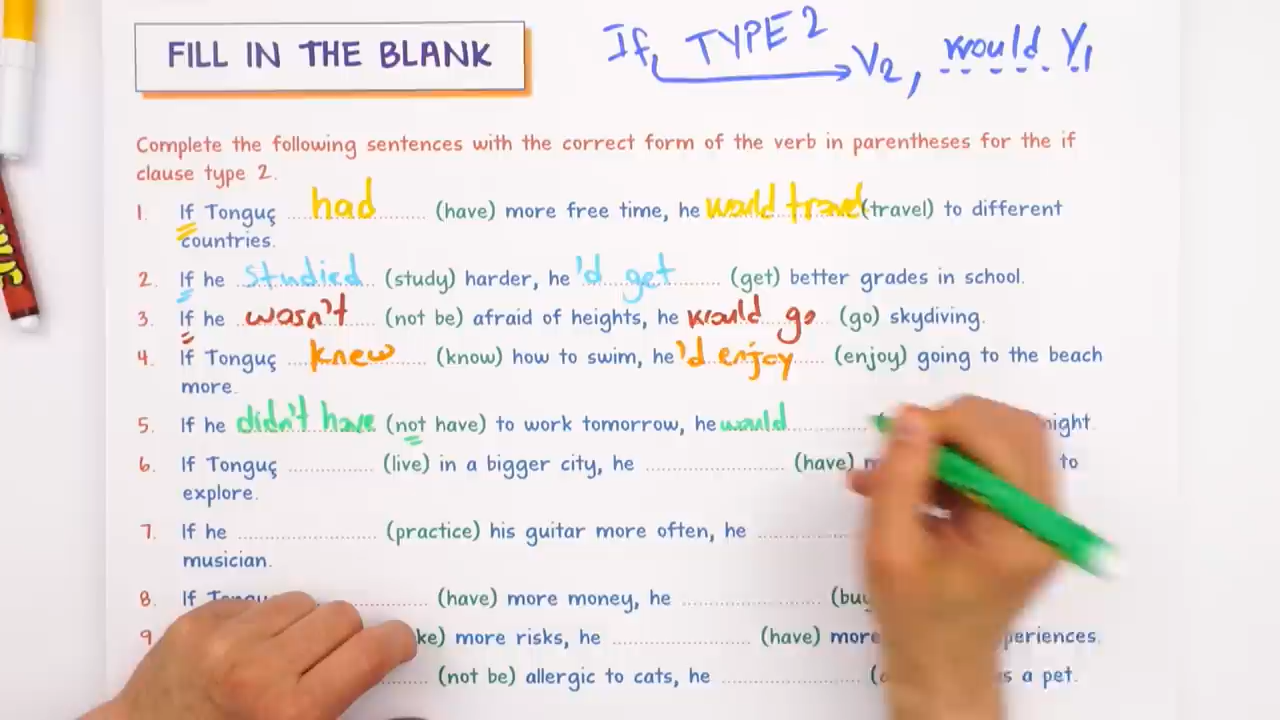 FILL IN THE BLANK
If, TYPE 2 V2, would V1
Complete the following sentences with the correct form of the verb in parentheses for the if
clause type 2.
1. If Tonguç had (have) more free time, he would travel (travel) to different
countries.
2. If he studied (study) harder, he 'd get (get) better grades in school.
3. If he wasn't (not be) afraid of heights, he would go (go) skydiving.
4. If Tonguç knew (know) how to swim, he 'd enjoy (enjoy) going to the beach
more.
5. If he didn't have (not have) to work tomorrow, he would
6. If Tonguç (live) in a bigger city, he (have) to
explore.
7. If he (practice) his guitar more often, he
musician.
8. If (have) more money, he
9 more risks, he (have) more
(not be) allergic to cats, he a pet.